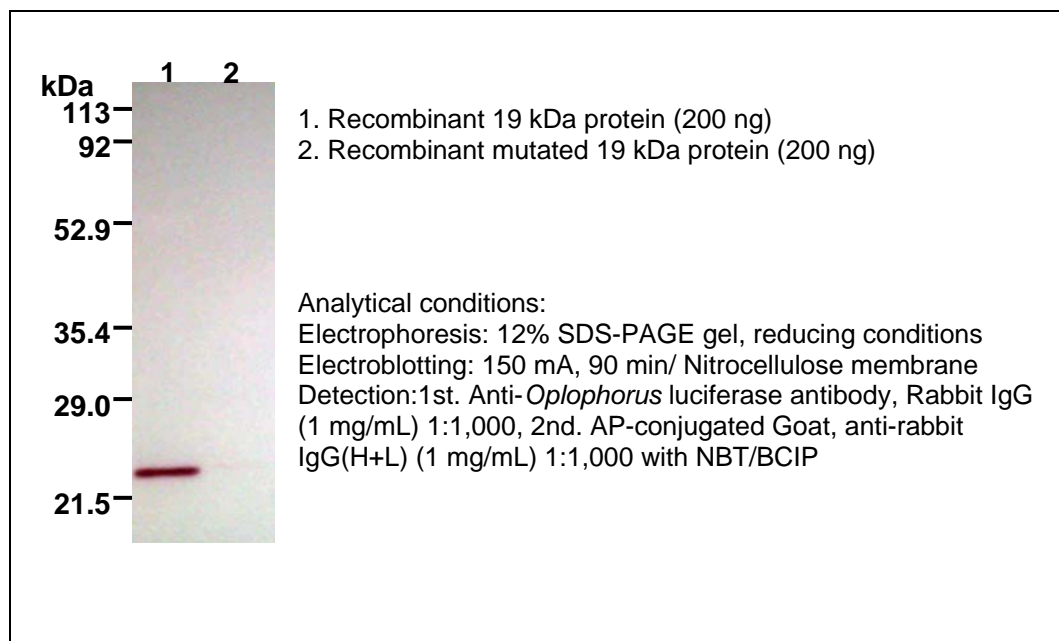 1 2
kDa
113
92
52.9
35.4
29.0
21.5
1. Recombinant 19 kDa protein (200 ng)
2. Recombinant mutated 19 kDa protein (200 ng)
Analytical conditions:
Electrophoresis: 12% SDS-PAGE gel, reducing conditions
Electroblotting: 150 mA, 90 min/ Nitrocellulose membrane
Detection:1st. Anti-Oplophorus luciferase antibody, Rabbit IgG
(1 mg/mL) 1:1,000, 2nd. AP-conjugated Goat, anti-rabbit
IgG(H+L) (1 mg/mL) 1:1,000 with NBT/BCIP